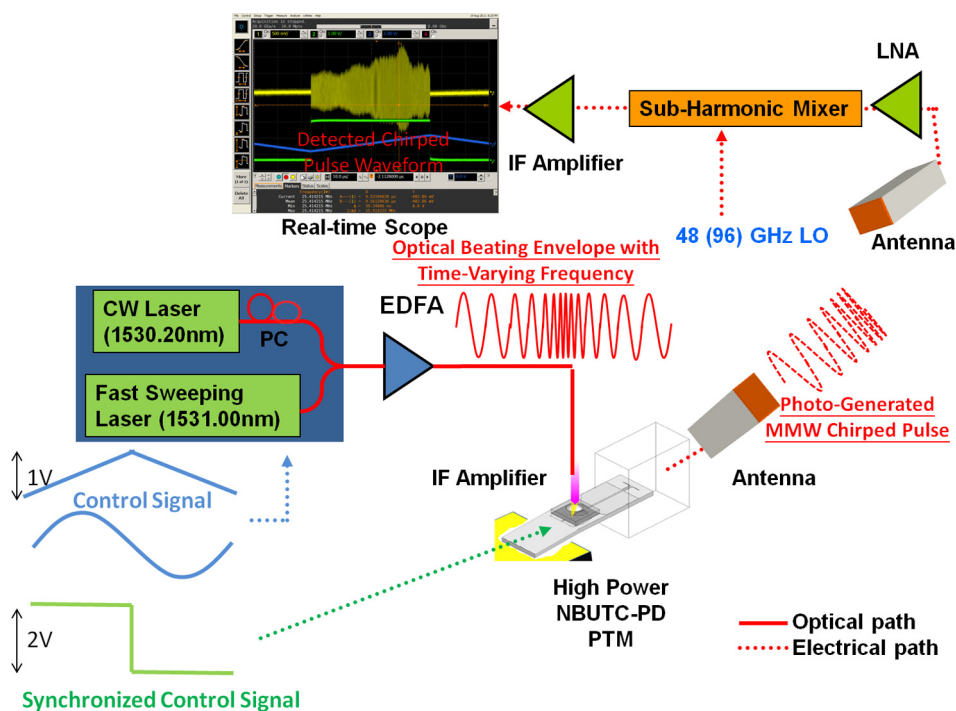 LNA
Sub-Harmonic Mixer
IF Amplifier
Detected Chirped
Pulse Waveform
Real-time Scope
48 (96) GHz LO
Antenna
Optical Beating Envelope with
Time-Varying Frequency
CW Laser
(1530.20nm)
PC
EDFA
Fast Sweeping
Laser (1531.00nm)
Photo-Generated
MMW Chirped Pulse
1V
Control Signal
IF Amplifier
Antenna
High Power
NBUTC-PD
PTM
2V
Optical path
Electrical path
Synchronized Control Signal